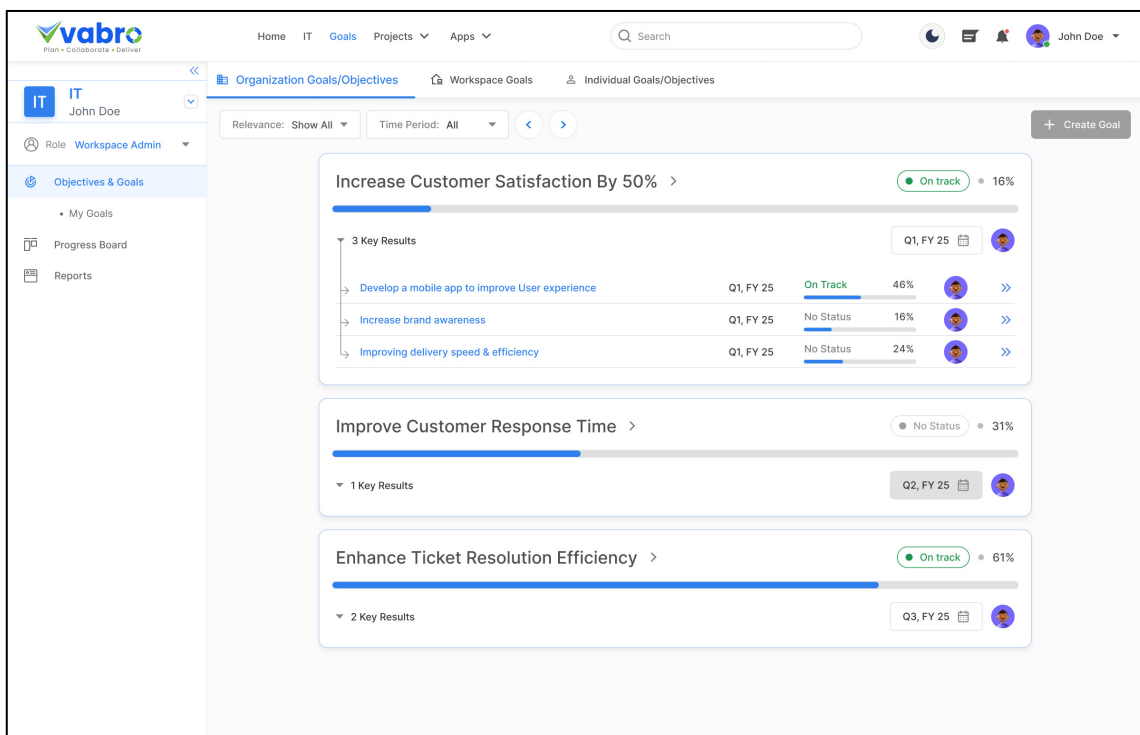 vabro
Plan • Collaborate • Deliver
Home IT Goals Projects Apps
Search
John Doe
IT
IT
John Doe
Role Workspace Admin
Objectives & Goals
• My Goals
Progress Board
Reports
Organization Goals/Objectives Workspace Goals Individual Goals/Objectives
Relevance: Show All Time Period: All
+ Create Goal
Increase Customer Satisfaction By 50% >
On track 16%
3 Key Results Q1, FY 25
Develop a mobile app to improve User experience Q1, FY 25 On Track 46%
Increase brand awareness Q1, FY 25 No Status 16%
Improving delivery speed & efficiency Q1, FY 25 No Status 24%
Improve Customer Response Time >
No Status 31%
1 Key Results Q2, FY 25
Enhance Ticket Resolution Efficiency >
On track 61%
2 Key Results Q3, FY 25